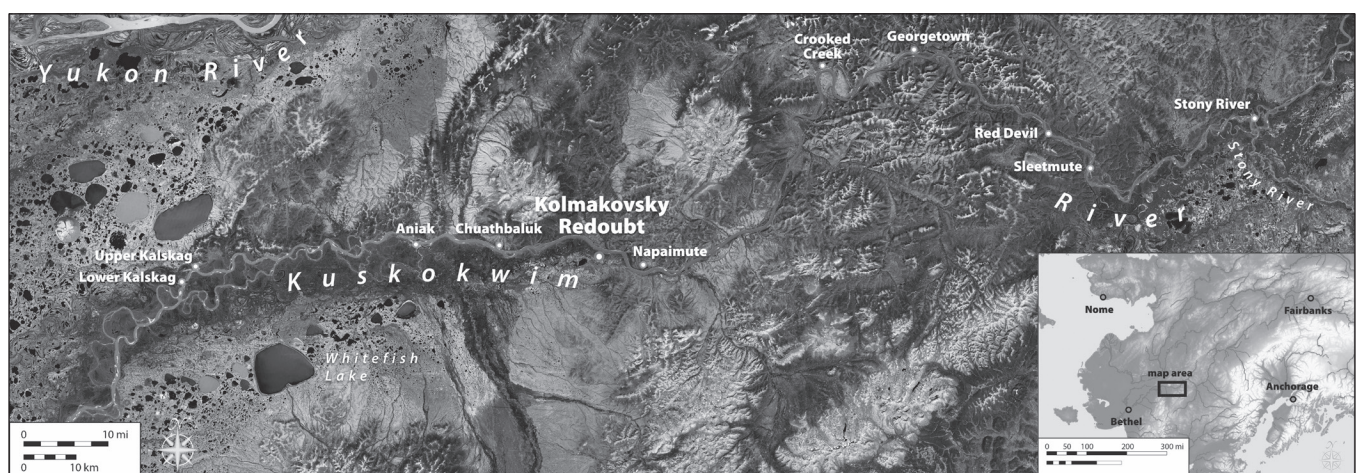 Yukon River
Crooked
Creek
Georgetown
Stony River
Red Devil
Sleetmute
Stony River
Kolmakovsky
Redoubt
Aniak
Chuathbaluk
Napaimute
Upper Kalskag
Lower Kalskag
Kuskokwim River
Whitefish
Lake
0 10 mi
0 10 km
Nome
Fairbanks
map area
Anchorage
Bethel
0 50 100 200 300 mi